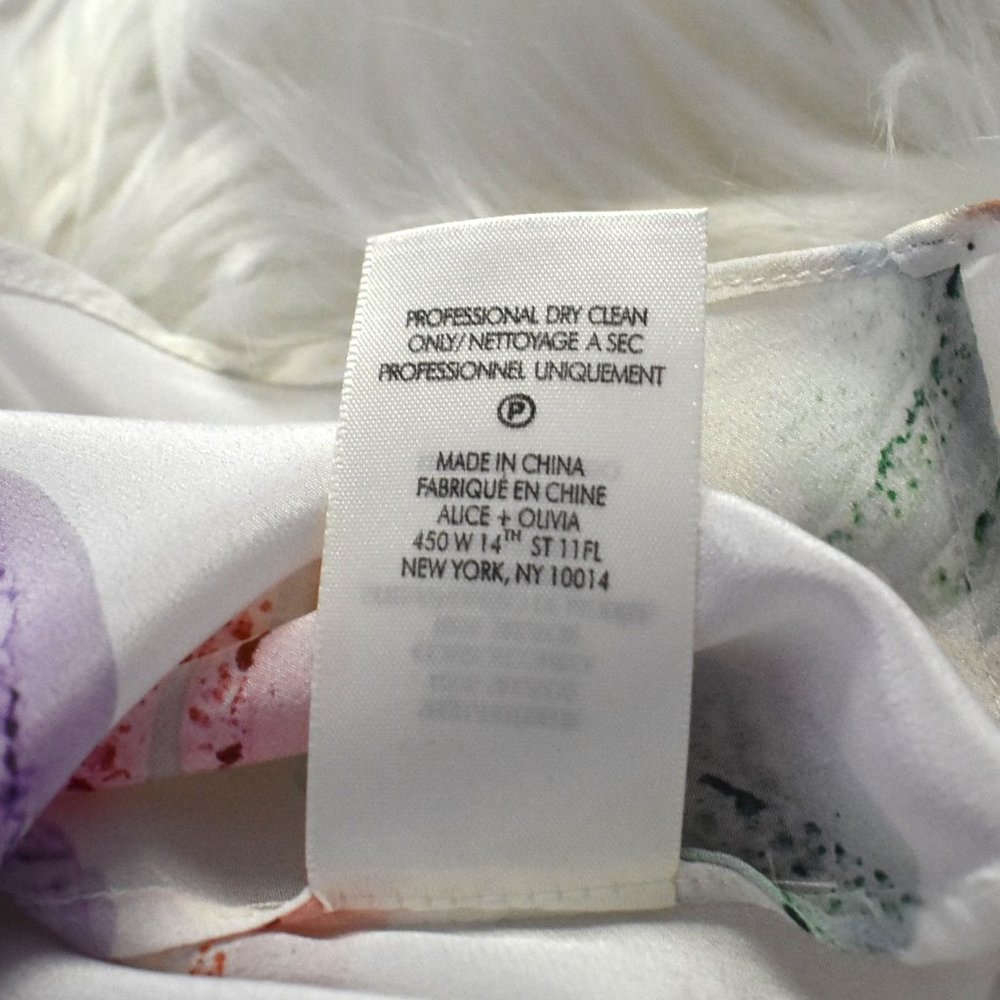 PROFESSIONAL DRY CLEAN
ONLY/ NETTOYAGE A SEC
PROFESSIONNEL UNIQUEMENT
P
MADE IN CHINA
FABRIQUÉ EN CHINE
ALICE + OLIVIA
450 W 14TH ST 11FL
NEW YORK, NY 10014